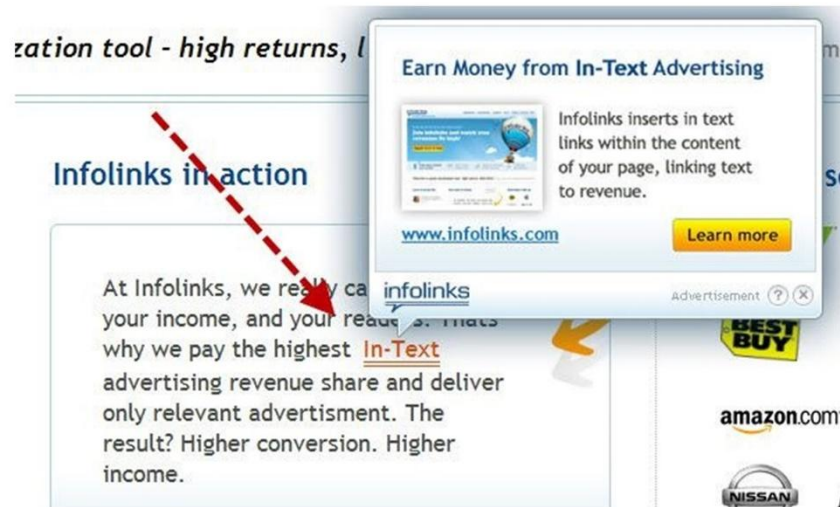 zation tool - high returns, l
Earn Money from In-Text Advertising
Infolinks inserts in text
links within the content
of your page, linking text
to revenue.
www.infolinks.com
Learn more
infolinks
Advertisement ? X
Infolinks in action
At Infolinks, we really ca
your income, and your readers. Thats
why we pay the highest In-Text
advertising revenue share and deliver
only relevant advertisment. The
result? Higher conversion. Higher
income.
BEST
BUY
amazon.com
NISSAN